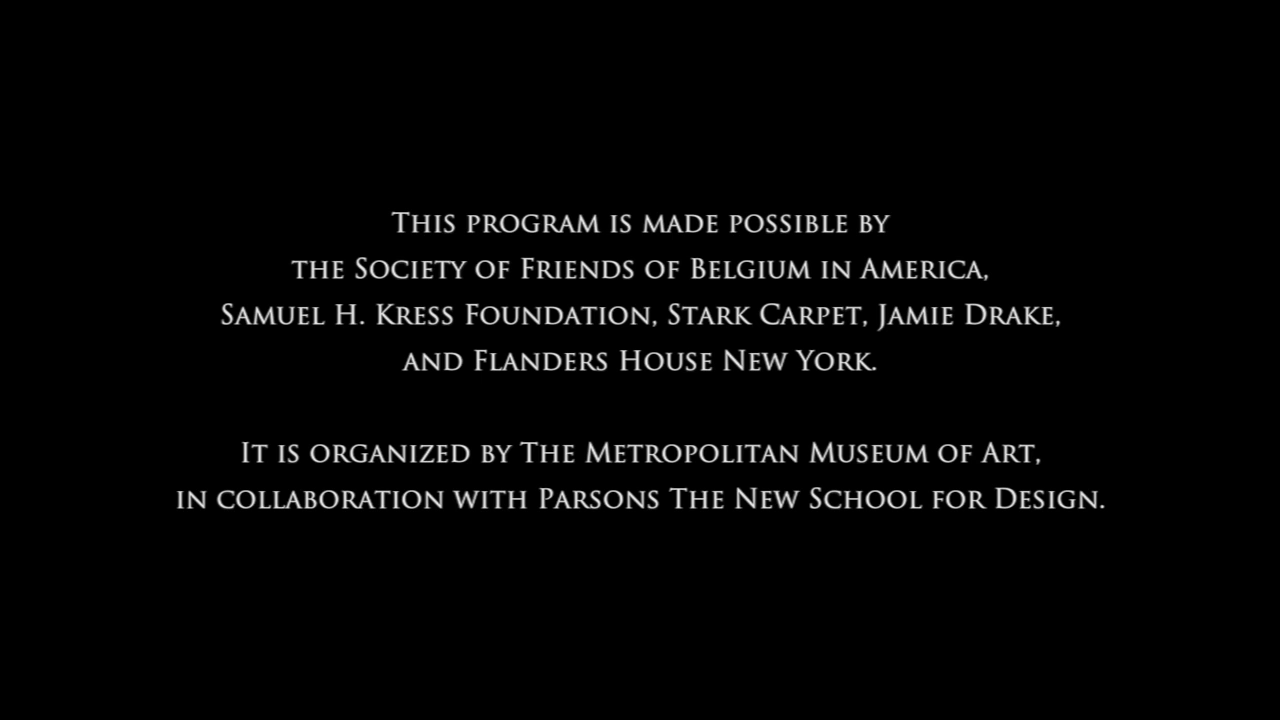 This program is made possible by
the Society of Friends of Belgium in America,
Samuel H. Kress Foundation, Stark Carpet, Jamie Drake,
and Flanders House New York.
It is organized by The Metropolitan Museum of Art,
in collaboration with Parsons The New School for Design.